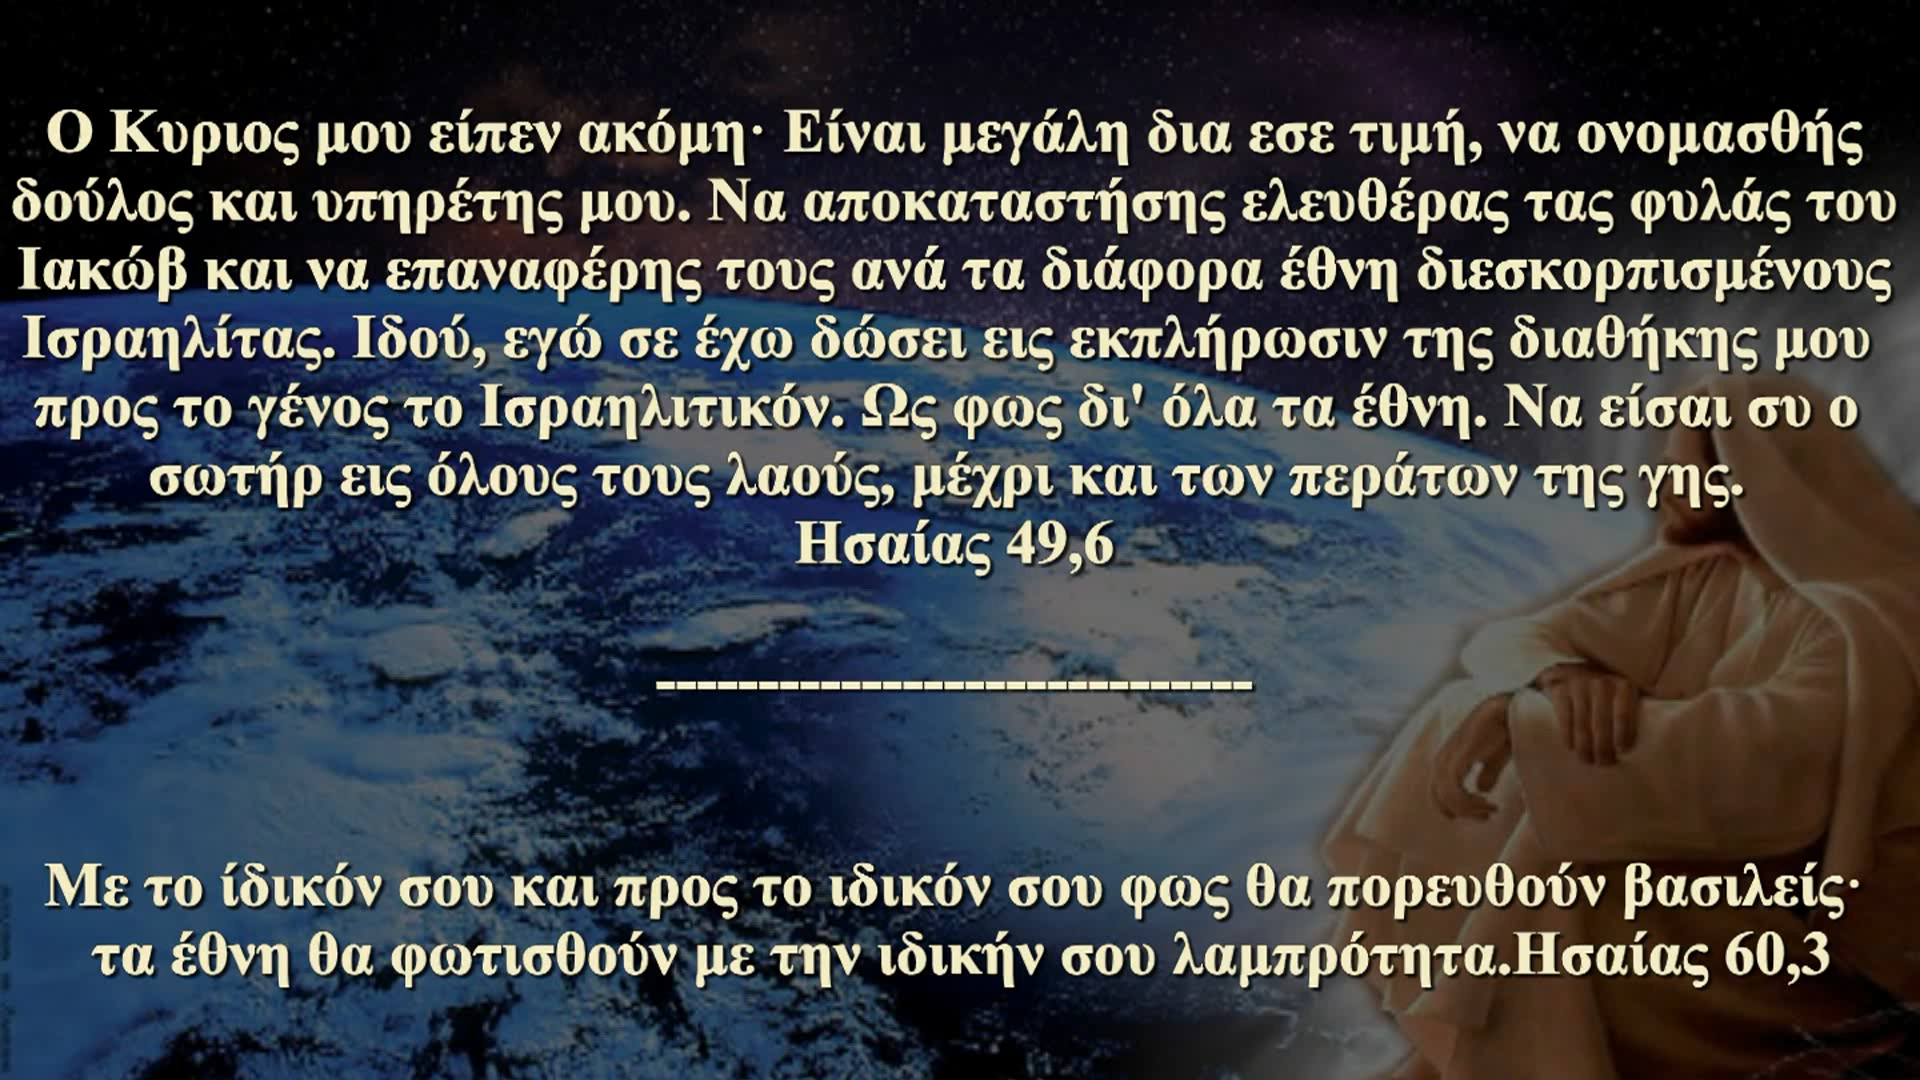 Ο Κυριος μου είπεν ακόμη· Είναι μεγάλη δια εσε τιμή, να ονομασθής
δούλος και υπηρέτης μου. Να αποκαταστήσης ελευθέρας τας φυλάς του
Ιακώβ και να επαναφέρης τους ανά τα διάφορα έθνη διεσκορπισμένους
Ισραηλίτας. Ιδού, εγώ σε έχω δώσει εις εκπλήρωσιν της διαθήκης μου
προς το γένος το Ισραηλιτικόν. Ως φως δι' όλα τα έθνη. Να είσαι συ ο
σωτήρ εις όλους τους λαούς, μέχρι και των περάτων της γης.
Ησαίας 49,6
-----------------------------
Με το ίδικόν σου και προς το ιδικόν σου φως θα πορευθούν βασιλείς·
τα έθνη θα φωτισθούν με την ιδικήν σου λαμπρότητα.Ησαίας 60,3